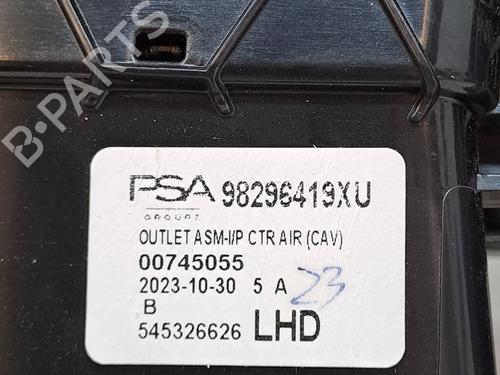 B-PARTS
PSA 98296419XU
GROUPE
OUTLET ASM-I/P CTR AIR (CAV)
00745055
2023-10-30 5 A 23
B
545326626 LHD